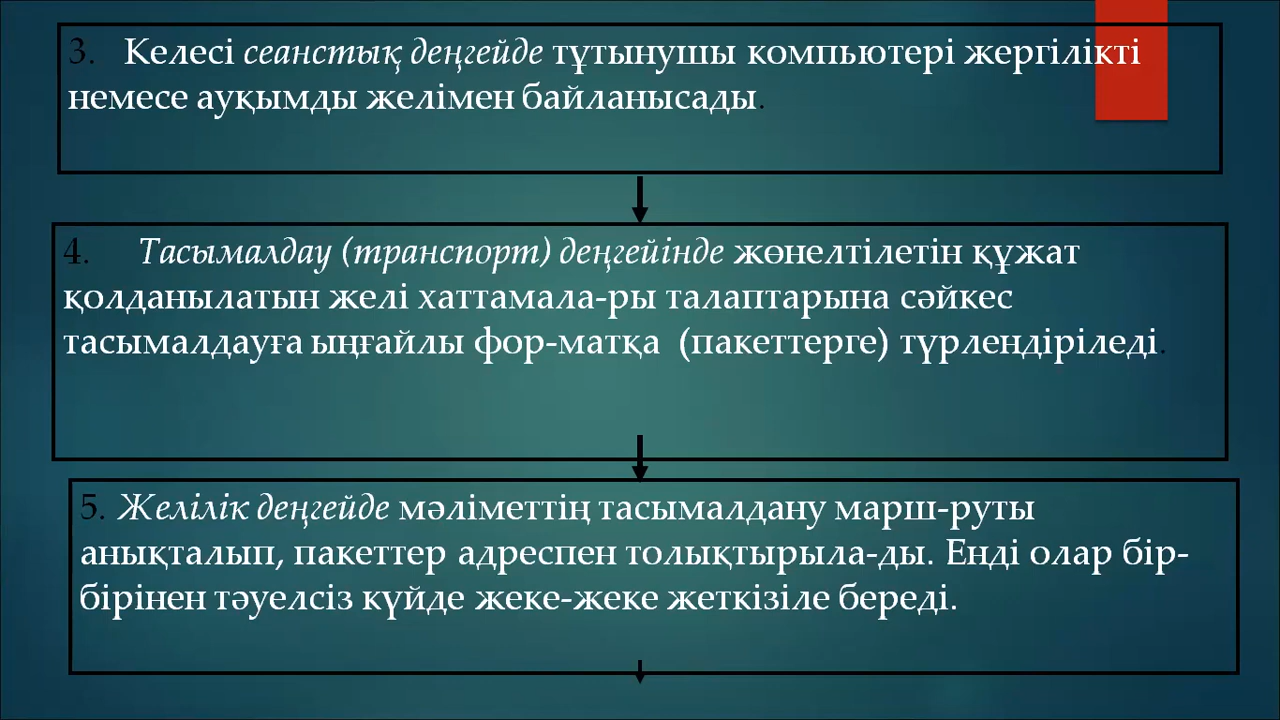 3. Келесі сеанстық деңгейде тұтынушы компьютері жергілікті
немесе ауқымды желімен байланысады.
4. Тасымалдау (транспорт) деңгейінде жөнелтілетін құжат
қолданылатын желі хаттамала-ры талаптарына сәйкес
тасымалдауға ыңғайлы фор-матқа (пакеттерге) түрлендіріледі.
5. Желілік деңгейде мәліметтің тасымалдану марш-руты
анықталып, пакеттер адреспен толықтырыла-ды. Енді олар бір-
бірінен тәуелсіз күйде жеке-жеке жеткізіле береді.